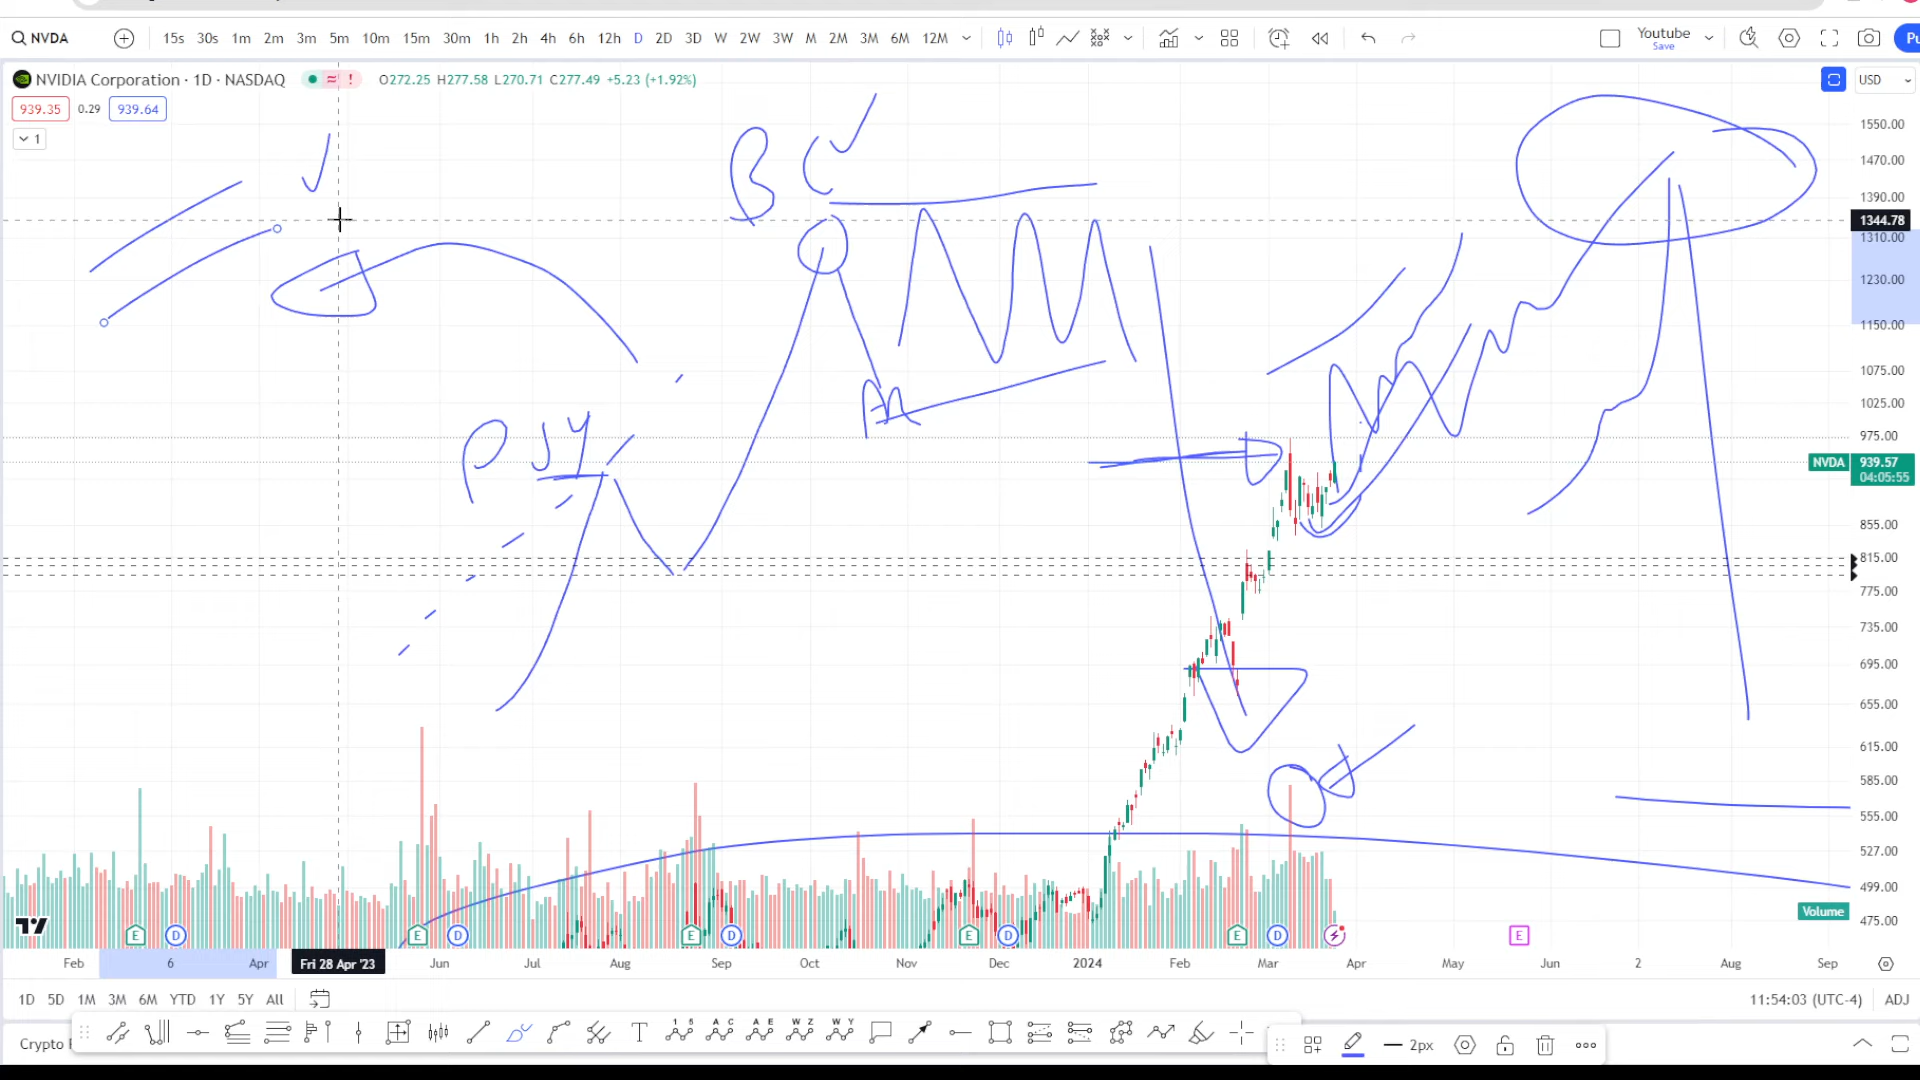 NVDA 15s 30s 1m 2m 3m 5m 10m 15m 30m 1h 2h 4h 6h 12h D 2D 3D W 2W 3W M 2M 3M 6M 12M Youtube
Save
NVIDIA Corporation · 1D · NASDAQ O272.25 H277.58 L270.71 C277.49 +5.23 (+1.92%) USD
939.35 0.29 939.64
1
1550.00
1470.00
1390.00
1344.78
1310.00
1230.00
1150.00
1075.00
1025.00
975.00
NVDA 939.57
04:05:55
855.00
815.00
775.00
735.00
695.00
655.00
615.00
585.00
555.00
527.00
499.00
Volume
475.00
BC
PSY
E D E D E D E D E D E
Feb 6 Apr Fri 28 Apr '23 Jun Jul Aug Sep Oct Nov Dec 2024 Feb Mar Apr May Jun 2 Aug Sep
1D 5D 1M 3M 6M YTD 1Y 5Y All 11:54:03 (UTC-4) ADJ
Crypto
2px